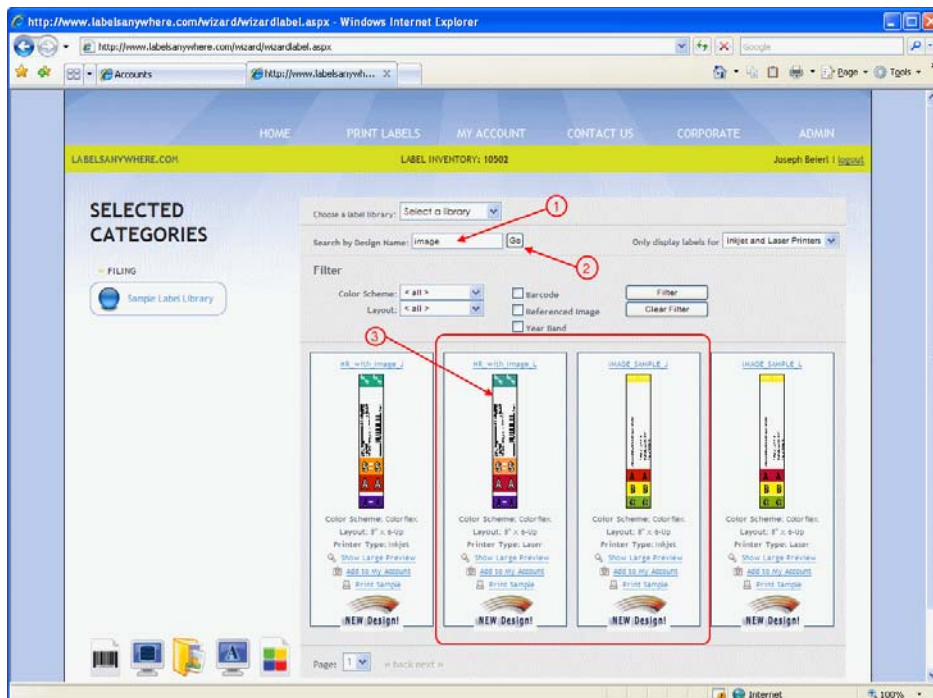 http://www.labelsanywhere.com/wizard/wizardlabel.aspx - Windows Internet Explorer
http://www.labelsanywhere.com/wizard/wizardlabel.aspx
Google
Accounts
http://www.labelsanywh... X
Page
Tools
HOME PRINT LABELS MY ACCOUNT CONTACT US CORPORATE ADMIN
LABELSANYWHERE.COM LABEL INVENTORY: 10502 Joseph Beierl | logout
SELECTED
CATEGORIES
FILING
Sample Label Library
Choose a label library: Select a library
1
Search by Design Name: image Go
Only display labels for Inkjet and Laser Printers
2
Filter
Color Scheme: < all >
Barcode
Filter
Layout: < all >
Referenced Image
Clear Filter
Year Band
3
HR_with_image_J HR_with_image_L IMAGE_SAMPLE_J IMAGE_SAMPLE_L
A A
B B
C C
A A
B B
C C
Color Scheme: Colorflex Color Scheme: Colorflex Color Scheme: Colorflex Color Scheme: Colorflex
Layout: 8" x 6-Up Layout: 8" x 6-Up Layout: 8" x 6-Up Layout: 8" x 6-Up
Printer Type: Inkjet Printer Type: Laser Printer Type: Inkjet Printer Type: Laser
Show Large Preview Show Large Preview Show Large Preview Show Large Preview
Add to My Account Add to My Account Add to My Account Add to My Account
Print Sample Print Sample Print Sample Print Sample
NEW Design! NEW Design! NEW Design! NEW Design!
Page: 1 « back next »
Internet 100%